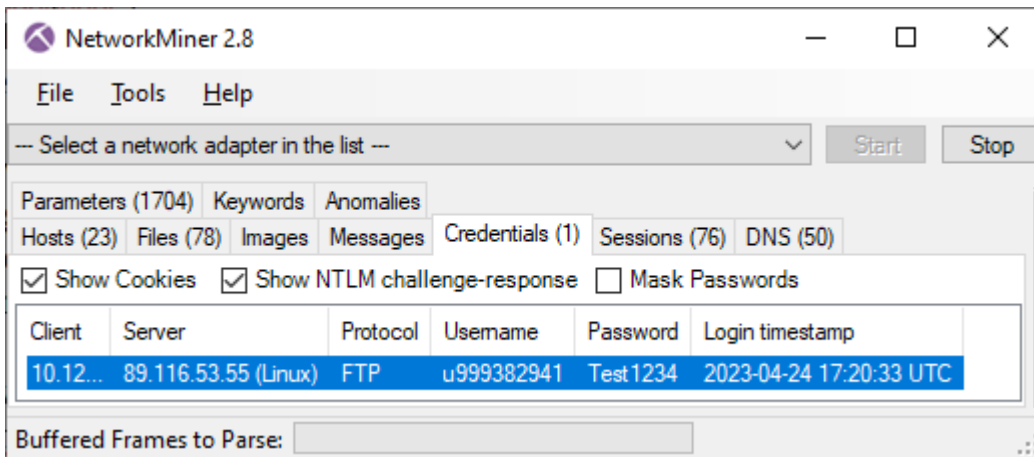 NetworkMiner 2.8
File Tools Help
--- Select a network adapter in the list --- Start Stop
Parameters (1704) Keywords Anomalies
Hosts (23) Files (78) Images Messages Credentials (1) Sessions (76) DNS (50)
Show Cookies Show NTLM challenge-response Mask Passwords
Client Server Protocol Username Password Login timestamp
10.12... 89.116.53.55 (Linux) FTP u999382941 Test1234 2023-04-24 17:20:33 UTC
Buffered Frames to Parse: